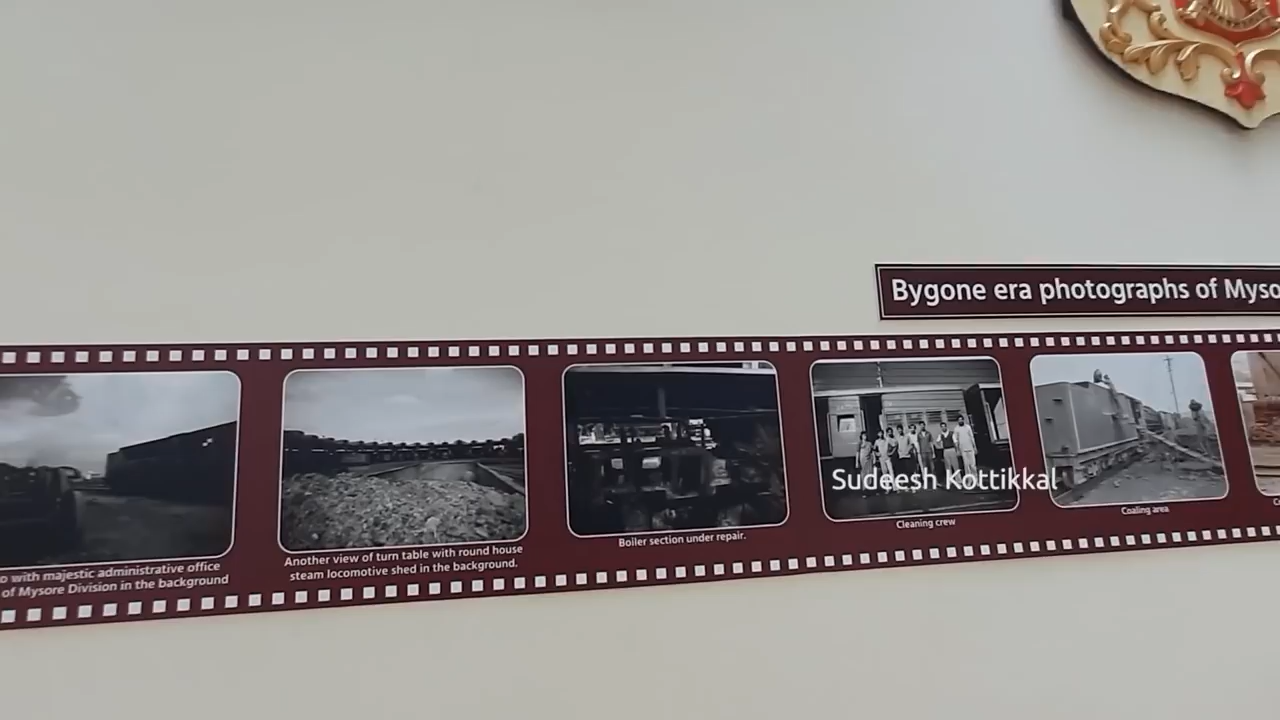 Bygone era photographs of Myso
o with majestic administrative office
of Mysore Division in the background
Another view of turn table with round house
steam locomotive shed in the background.
Boiler section under repair.
Cleaning crew
Coaling area
Sudeesh Kottikkal